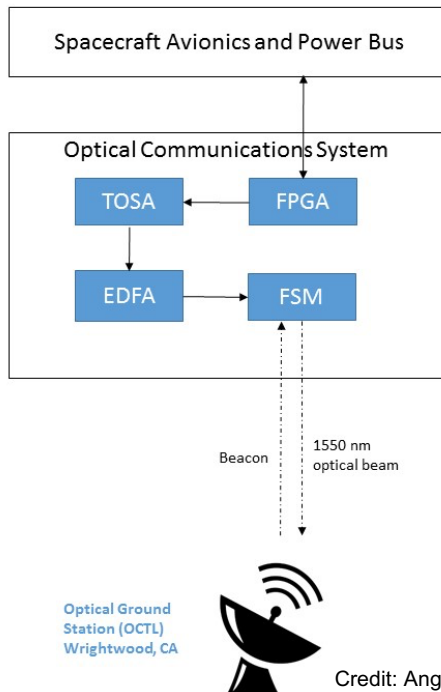 Spacecraft Avionics and Power Bus
Optical Communications System
TOSA
FPGA
EDFA
FSM
Beacon
1550 nm
optical beam
Optical Ground
Station (OCTL)
Wrightwood, CA
Credit: Ang